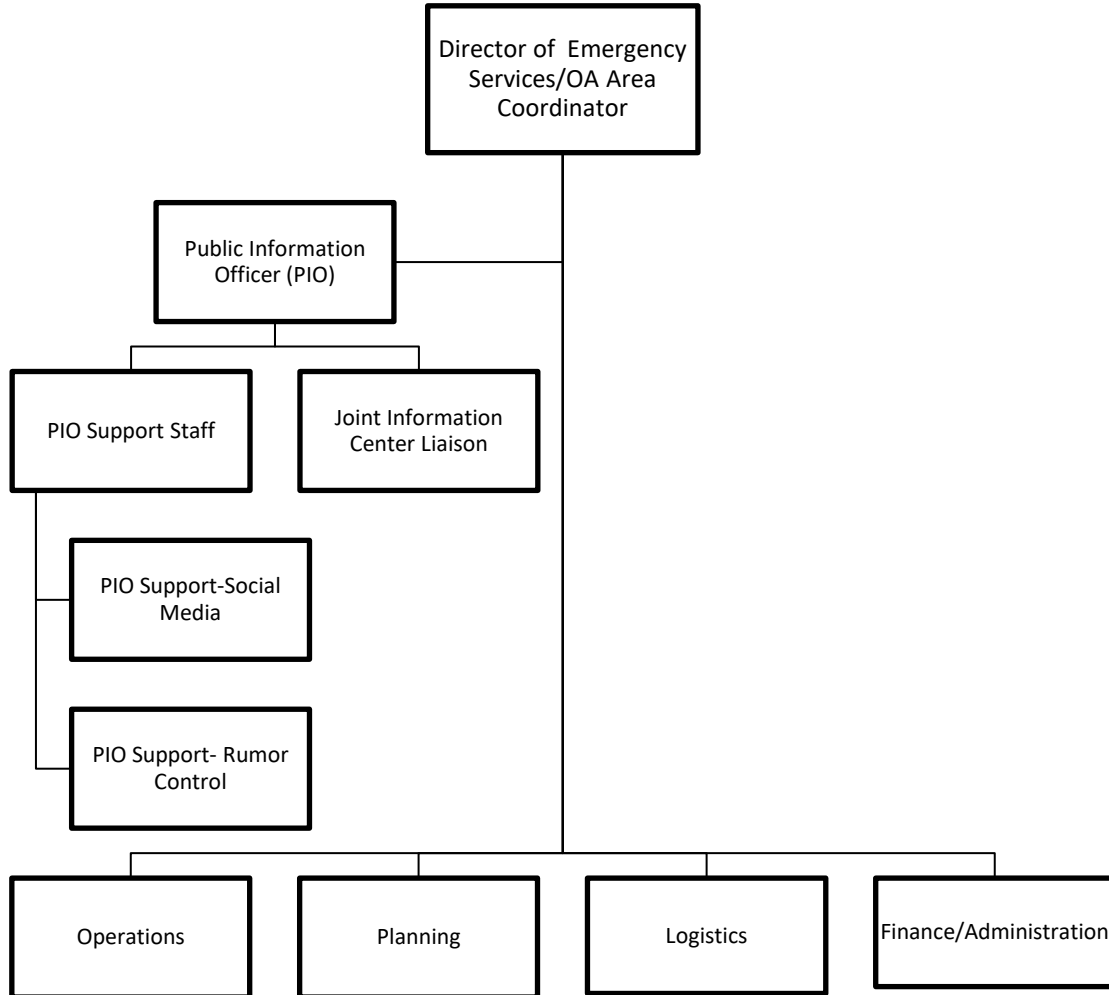 Director of  Emergency
Services/OA Area
Coordinator
Public Information
Officer (PIO)
PIO Support Staff
Joint Information
Center Liaison
PIO Support-Social
Media
PIO Support- Rumor
Control
Operations
Planning
Logistics
Finance/Administration